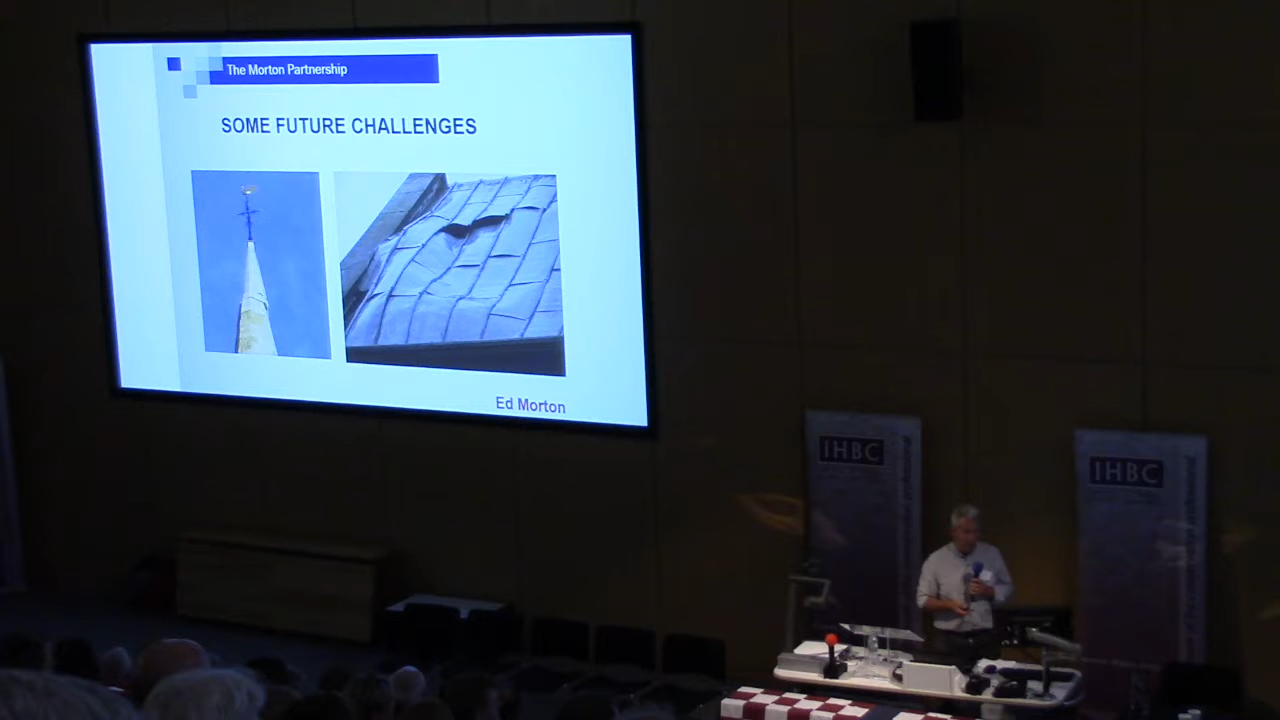 The Morton Partnership
SOME FUTURE CHALLENGES
Ed Morton
IHBC
IHBC